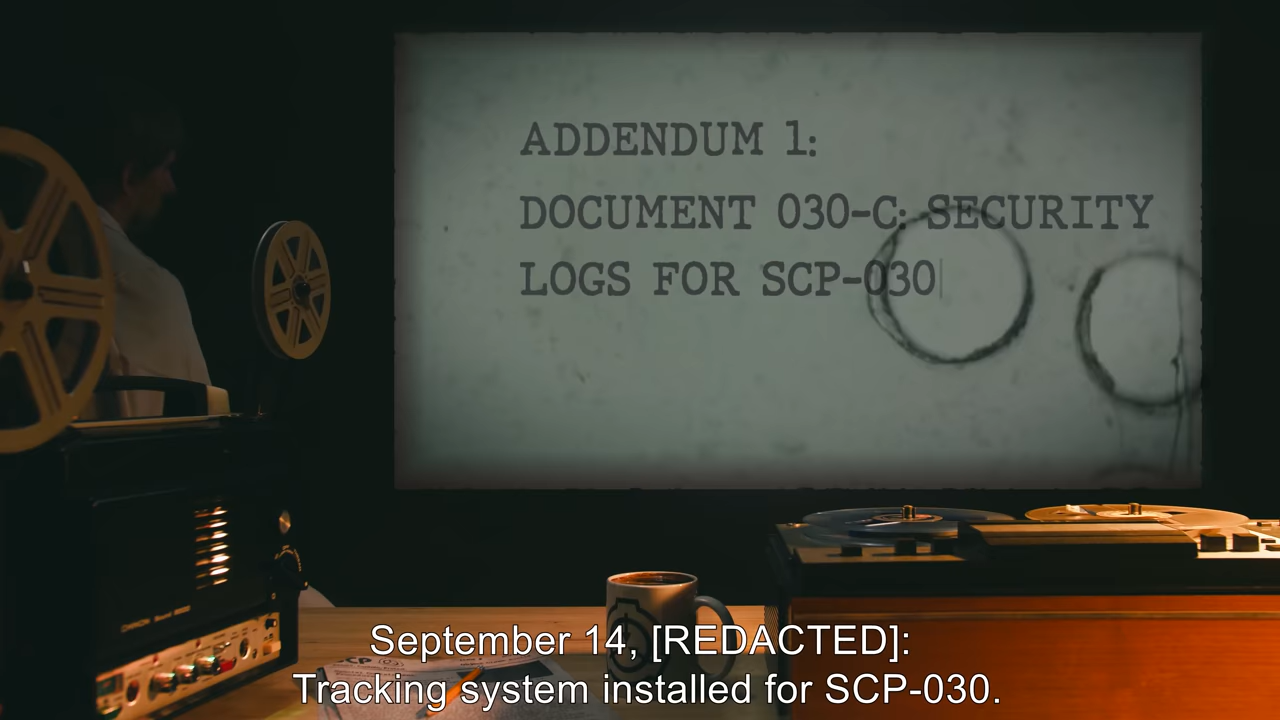 ADDENDUM 1:
DOCUMENT 030-C: SECURITY
LOGS FOR SCP-030
September 14, [REDACTED]:
Tracking system installed for SCP-030.